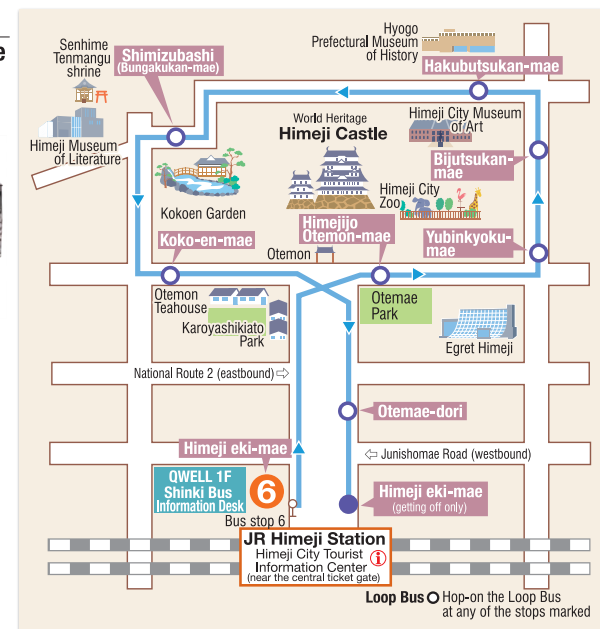 e
Senhime
Tenmangu
shrine
Shimizubashi
(Bungakukan-mae)
Hyogo
Prefectural Museum
of History
Hakubutsukan-mae
Himeji Museum
of Literature
World Heritage
Himeji Castle
Himeji City Museum
of Art
Bijutsukan-
mae
Kokoen Garden
Himeji City
Zoo
Koko-en-mae
Otemon
Himejijo
Otemon-mae
Yubinkyoku-
mae
Otemon
Teahouse
Karoyashikiato
Park
Otemae
Park
Egret Himeji
National Route 2 (eastbound) ⇨
Otemae-dori
Himeji eki-mae
⇦ Junishomae Road (westbound)
QWELL 1F
Shinki Bus
Information Desk
6
Bus stop 6
Himeji eki-mae
(getting off only)
JR Himeji Station
Himeji City Tourist
Information Center
(near the central ticket gate)
i
Loop Bus Hop-on the Loop Bus
at any of the stops marked